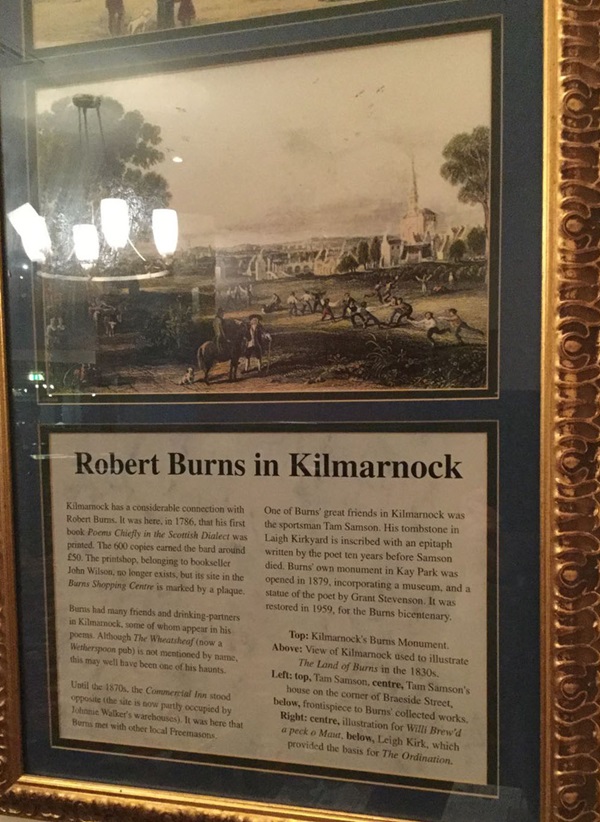 Robert Burns in Kilmarnock
Kilmarnock has a considerable connection with
Robert Burns. It was here, in 1786, that his first
book Poems Chiefly in the Scottish Dialect was
printed. The 600 copies earned the bard around
£50. The printshop, belonging to bookseller
John Wilson, no longer exists, but its site in the
Burns Shopping Centre is marked by a plaque.
Burns had many friends and drinking-partners
in Kilmarnock, some of whom appear in his
poems. Although The Wheatsheaf (now a
Wetherspoon pub) is not mentioned by name,
this may well have been one of his haunts.
Until the 1870s, the Commercial Inn stood
opposite (the site is now partly occupied by
Johnnie Walker's warehouses). It was here that
Burns met with other local Freemasons.
One of Burns' great friends in Kilmarnock was
the sportsman Tam Samson. His tombstone in
Laigh Kirkyard is inscribed with an epitaph
written by the poet ten years before Samson
died. Burns' own monument in Kay Park was
opened in 1879, incorporating a museum, and a
statue of the poet by Grant Stevenson. It was
restored in 1959, for the Burns bicentenary.
Top: Kilmarnock's Burns Monument.
Above: View of Kilmarnock used to illustrate
The Land of Burns in the 1830s.
Left: top, Tam Samson, centre, Tam Samson's
house on the corner of Braeside Street,
below, frontispiece to Burns' collected works.
Right: centre, illustration for Willi Brew'd
a peck o Maut, below, Leigh Kirk, which
provided the basis for The Ordination.